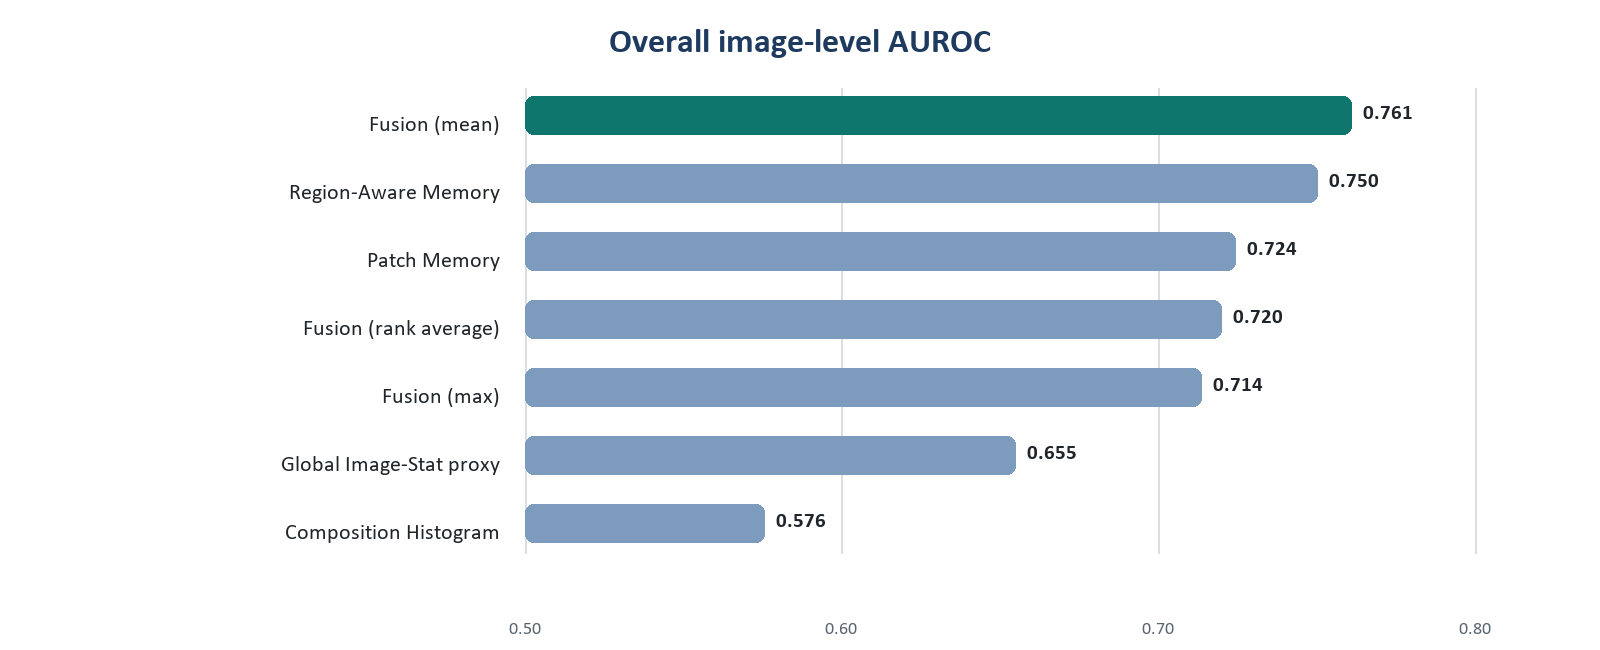 Overall image-level AUROC
Fusion (mean) 0.761
Region-Aware Memory 0.750
Patch Memory 0.724
Fusion (rank average) 0.720
Fusion (max) 0.714
Global Image-Stat proxy 0.655
Composition Histogram 0.576
0.50 0.60 0.70 0.80